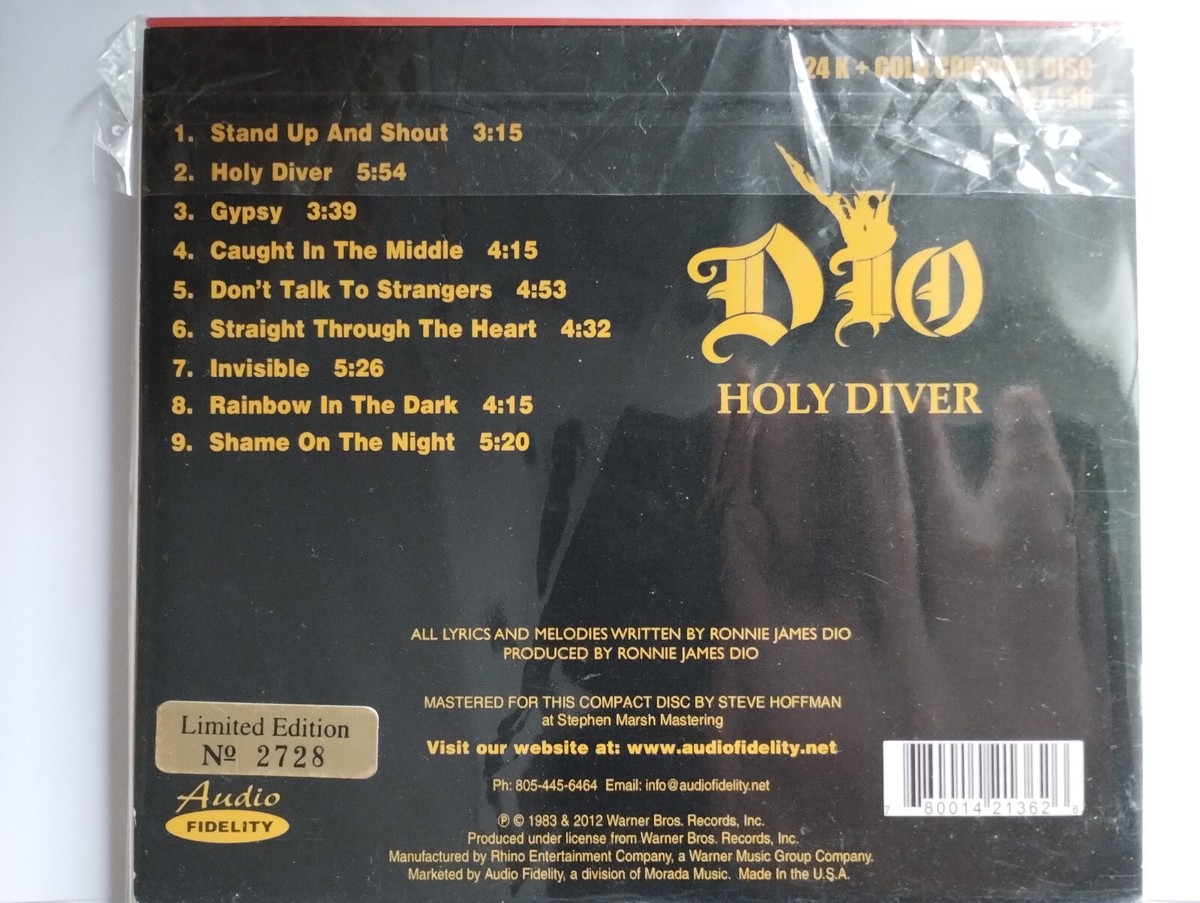 24 K + GOLD COMPACT DISC
1. Stand Up And Shout 3:15
2. Holy Diver 5:54
3. Gypsy 3:39
4. Caught In The Middle 4:15
5. Don't Talk To Strangers 4:53
6. Straight Through The Heart 4:32
7. Invisible 5:26
8. Rainbow In The Dark 4:15
9. Shame On The Night 5:20
DIO
HOLY DIVER
ALL LYRICS AND MELODIES WRITTEN BY RONNIE JAMES DIO
PRODUCED BY RONNIE JAMES DIO
MASTERED FOR THIS COMPACT DISC BY STEVE HOFFMAN
at Stephen Marsh Mastering
Visit our website at: www.audiofidelity.net
Ph: 805-445-6464 Email: info@audiofidelity.net
Limited Edition
Nº 2728
Audio
FIDELITY
7 80014 21362 6
℗ © 1983 & 2012 Warner Bros. Records, Inc.
Produced under license from Warner Bros. Records, Inc.
Manufactured by Rhino Entertainment Company, a Warner Music Group Company.
Marketed by Audio Fidelity, a division of Morada Music. Made In the U.S.A.